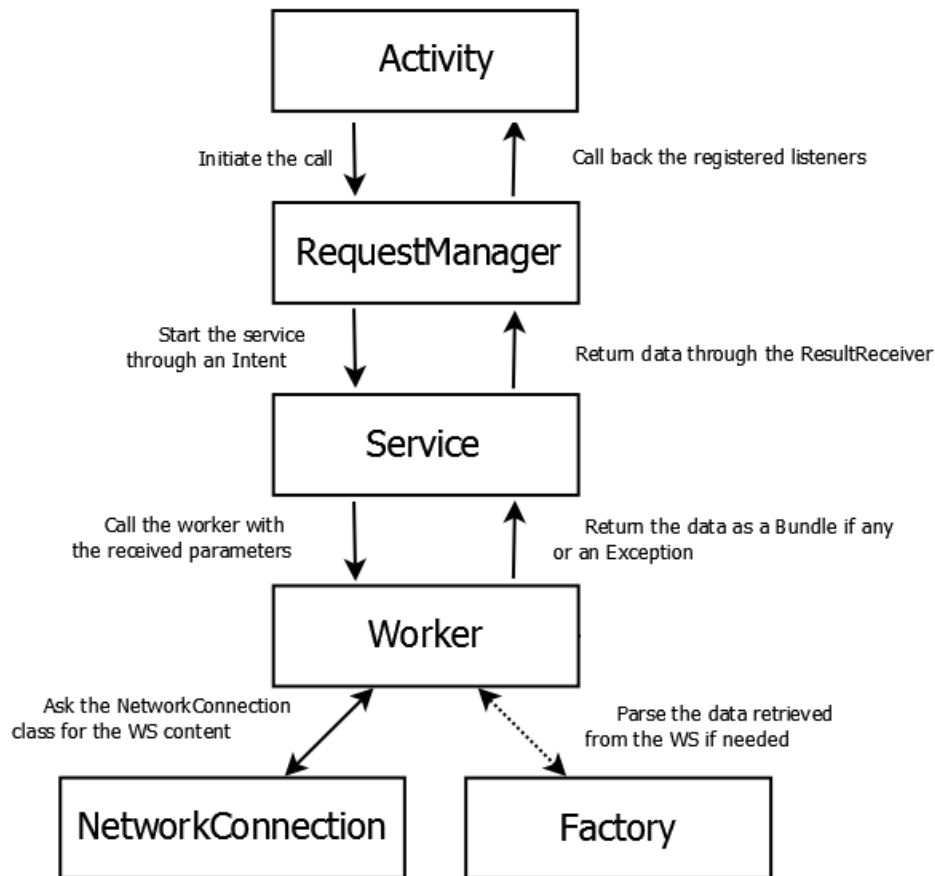 Activity
Initiate the call
Call back the registered listeners
RequestManager
Start the service
through an Intent
Return data through the ResultReceiver
Service
Call the worker with
the received parameters
Return the data as a Bundle if any
or an Exception
Worker
Ask the NetworkConnection
class for the WS content
Parse the data retrieved
from the WS if needed
NetworkConnection
Factory